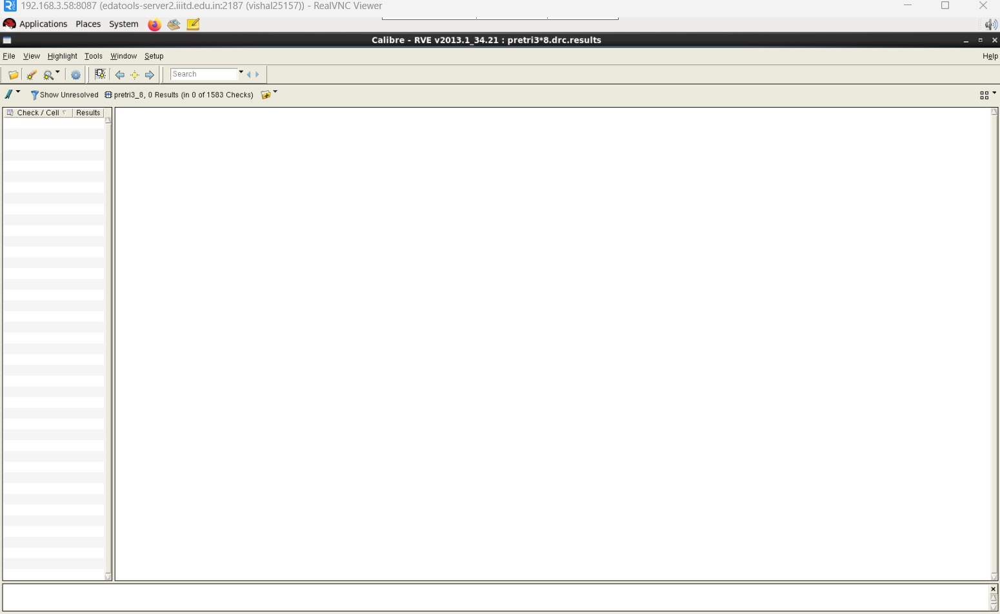 192.168.3.58:8087 (edatools-server2.iiitd.edu.in:2187 (vishal25157)) - RealVNC Viewer
Applications Places System
Calibre - RVE v2013.1_34.21 : pretri3*8.drc.results
File View Highlight Tools Window Setup Help
Search
Show Unresolved pretri3_8, 0 Results (in 0 of 1583 Checks)
Check / Cell Results